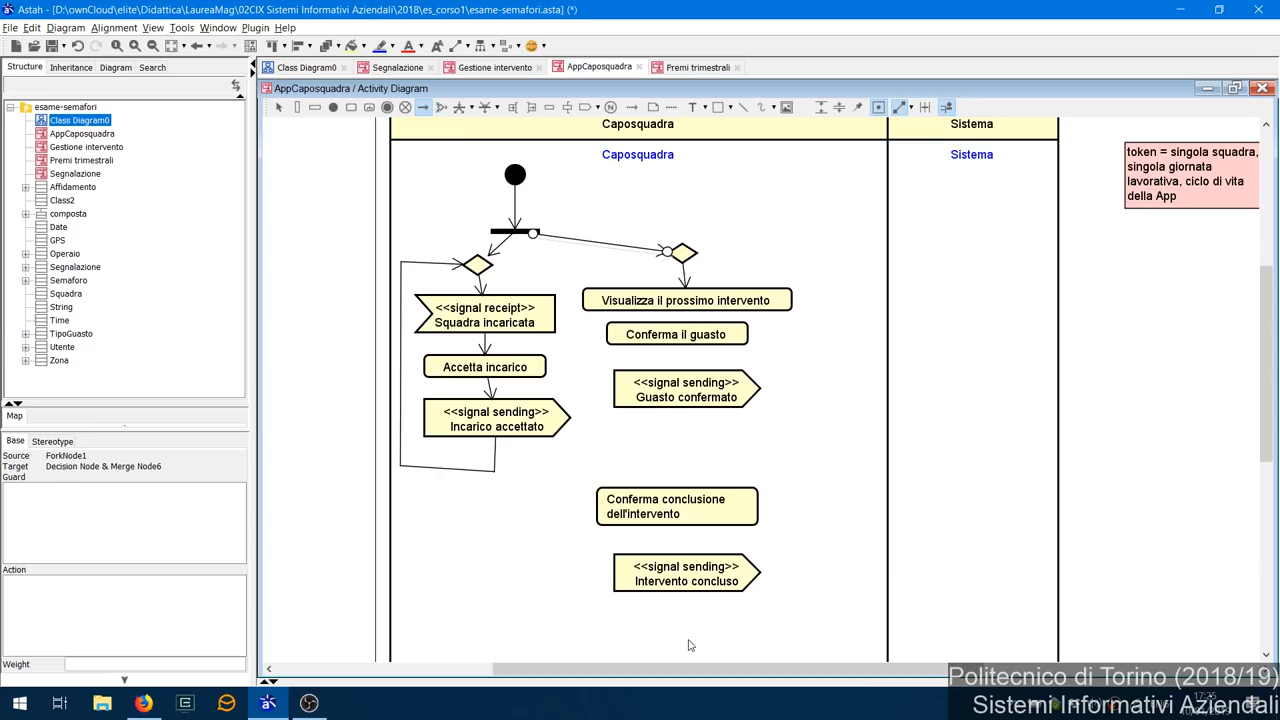 Astah - [D:\ownCloud\elite\Didattica\LaureaMag\02CIX Sistemi Informativi Aziendali\2018\es_corso1\esame-semafori.asta] (*)
File Edit Diagram Alignment View Tools Window Plugin Help
Structure Inheritance Diagram Search
Class Diagram0 Segnalazione Gestione intervento AppCaposquadra Premi trimestrali
AppCaposquadra / Activity Diagram
esame-semafori
Class Diagram0
AppCaposquadra
Gestione intervento
Premi trimestrali
Segnalazione
Affidamento
Class2
composta
Date
GPS
Operaio
Segnalazione
Semaforo
Squadra
String
Time
TipoGuasto
Utente
Zona
Map
Base Stereotype
Source ForkNode1
Target Decision Node & Merge Node6
Guard
Action
Weight
Caposquadra Sistema
Caposquadra Sistema
token = singola squadra,
singola giornata
lavorativa, ciclo di vita
della App
<<signal receipt>>
Squadra incaricata
Accetta incarico
<<signal sending>>
Incarico accettato
Visualizza il prossimo intervento
Conferma il guasto
<<signal sending>>
Guasto confermato
Conferma conclusione
dell'intervento
<<signal sending>>
Intervento concluso
Politecnico di Torino (2018/19)
Sistemi Informativi Aziendali
17:25